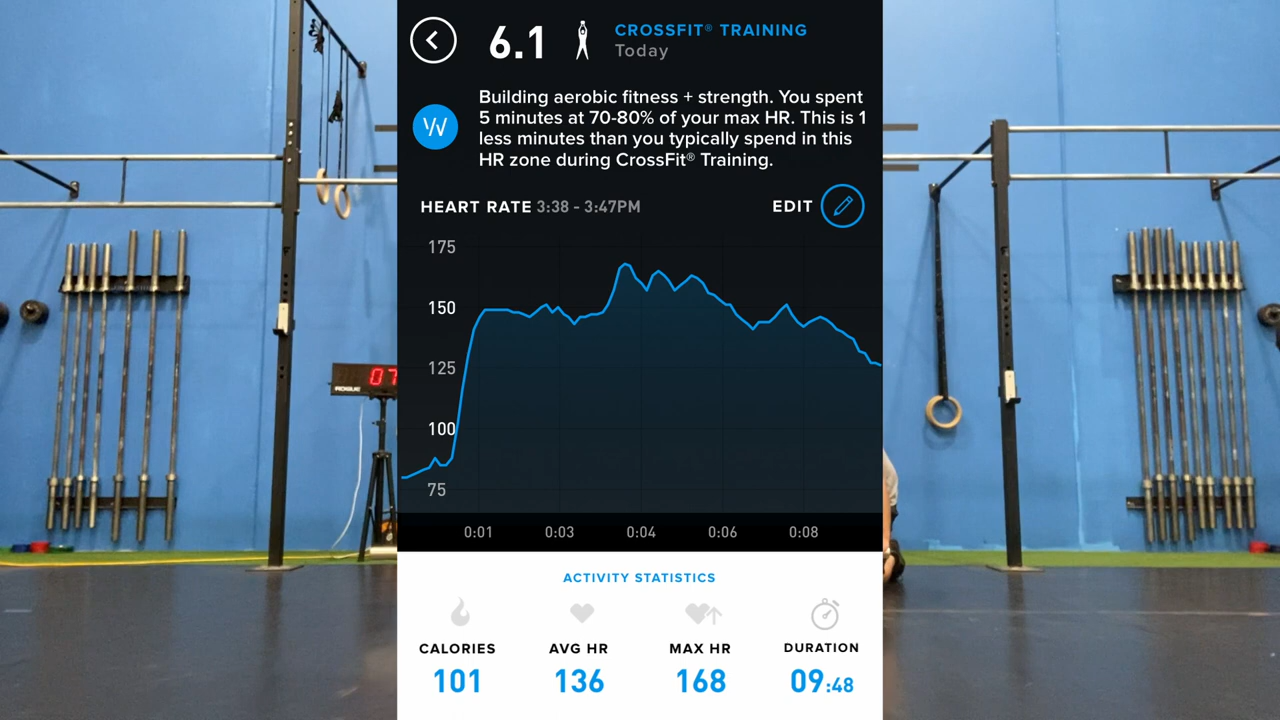 6.1
CROSSFIT® TRAINING
Today
W
Building aerobic fitness + strength. You spent
5 minutes at 70-80% of your max HR. This is 1
less minutes than you typically spend in this
HR zone during CrossFit® Training.
HEART RATE 3:38 - 3:47PM
EDIT
175
150
125
100
75
0:01 0:03 0:04 0:06 0:08
ROGUE
07
ACTIVITY STATISTICS
CALORIES AVG HR MAX HR DURATION
101 136 168 09:48